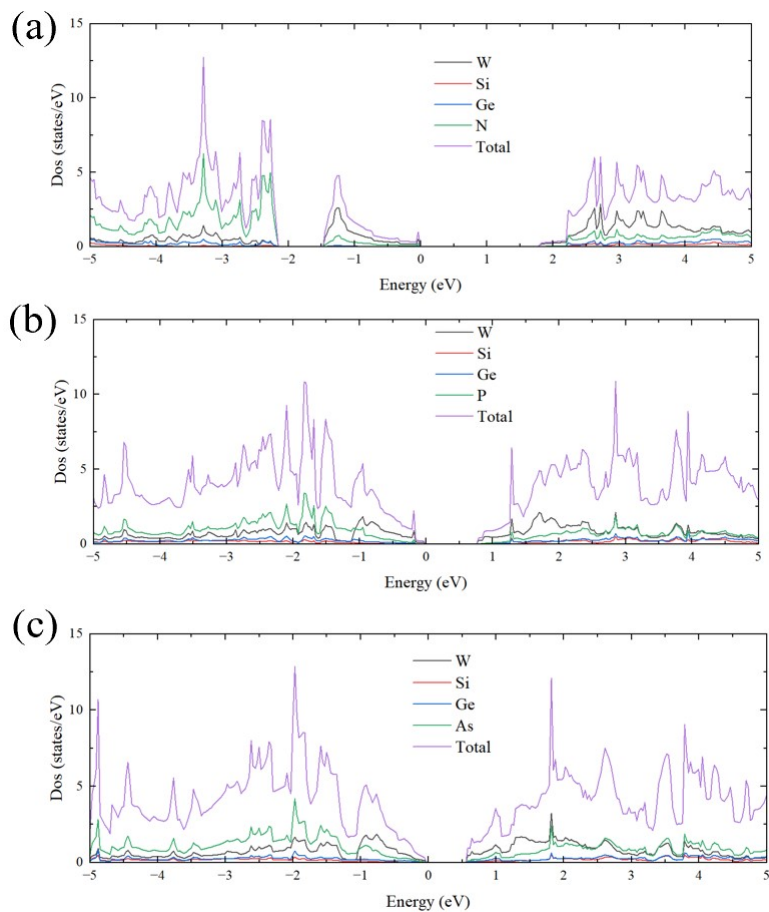 (a)
15
10
5
0
Dos (states/eV)
W
Si
Ge
N
Total
−5 −4 −3 −2 −1 0 1 2 3 4 5
Energy (eV)
(b)
15
10
5
0
Dos (states/eV)
W
Si
Ge
P
Total
−5 −4 −3 −2 −1 0 1 2 3 4 5
Energy (eV)
(c)
15
10
5
0
Dos (states/eV)
W
Si
Ge
As
Total
−5 −4 −3 −2 −1 0 1 2 3 4 5
Energy (eV)